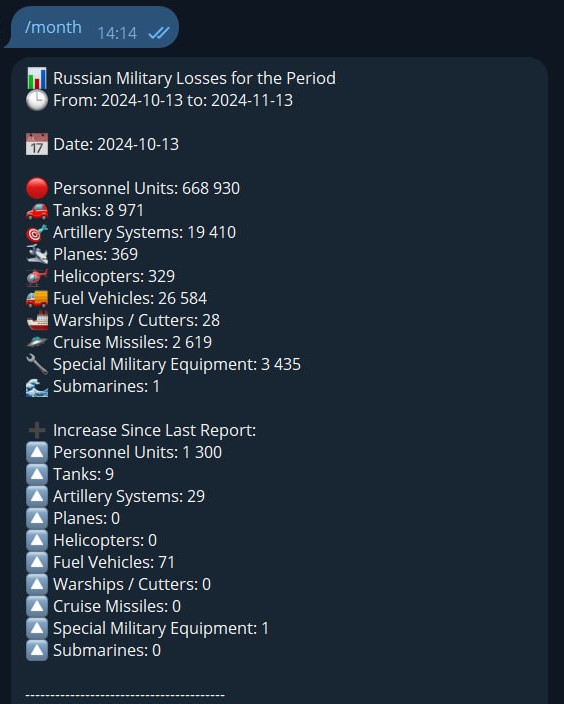 /month 14:14
Russian Military Losses for the Period
From: 2024-10-13 to: 2024-11-13
17 Date: 2024-10-13
Personnel Units: 668 930
Tanks: 8 971
Artillery Systems: 19 410
Planes: 369
Helicopters: 329
Fuel Vehicles: 26 584
Warships / Cutters: 28
Cruise Missiles: 2 619
Special Military Equipment: 3 435
Submarines: 1
Increase Since Last Report:
Personnel Units: 1 300
Tanks: 9
Artillery Systems: 29
Planes: 0
Helicopters: 0
Fuel Vehicles: 71
Warships / Cutters: 0
Cruise Missiles: 0
Special Military Equipment: 1
Submarines: 0
----------------------------------------